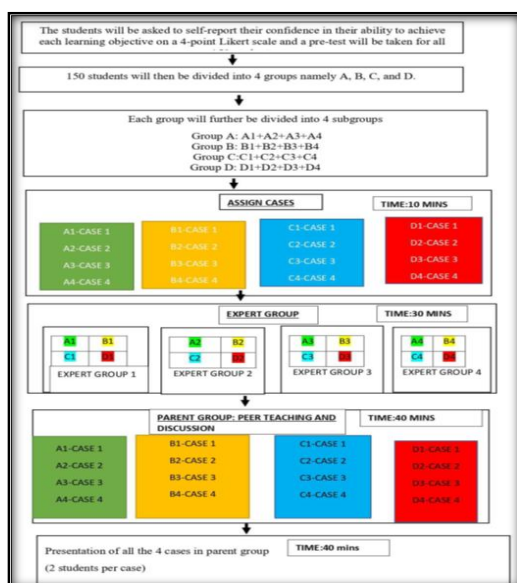 The students will be asked to self-report their confidence in their ability to achieve
each learning objective on a 4-point Likert scale and a pre-test will be taken for all
150 students will then be divided into 4 groups namely A, B, C, and D.
Each group will further be divided into 4 subgroups
Group A: A1+A2+A3+A4
Group B: B1+B2+B3+B4
Group C:C1+C2+C3+C4
Group D: D1+D2+D3+D4
ASSIGN CASES
TIME:10 MINS
A1-CASE 1
A2-CASE 2
A3-CASE 3
A4-CASE 4
B1-CASE 1
B2-CASE 2
B3-CASE 3
B4-CASE 4
C1-CASE 1
C2-CASE 2
C3-CASE 3
C4-CASE 4
D1-CASE 1
D2-CASE 2
D3-CASE 3
D4-CASE 4
EXPERT GROUP
TIME:30 MINS
A1 B1
C1 D1
EXPERT GROUP 1
A2 B2
C2 D2
EXPERT GROUP 2
A3 B3
C3 D3
EXPERT GROUP 3
A4 B4
C4 D4
EXPERT GROUP 4
PARENT GROUP: PEER TEACHING AND
DISCUSSION
TIME:40 MINS
A1-CASE 1
A2-CASE 2
A3-CASE 3
A4-CASE 4
B1-CASE 1
B2-CASE 2
B3-CASE 3
B4-CASE 4
C1-CASE 1
C2-CASE 2
C3-CASE 3
C4-CASE 4
D1-CASE 1
D2-CASE 2
D3-CASE 3
D4-CASE 4
Presentation of all the 4 cases in parent group
TIME:40 mins
(2 students per case)